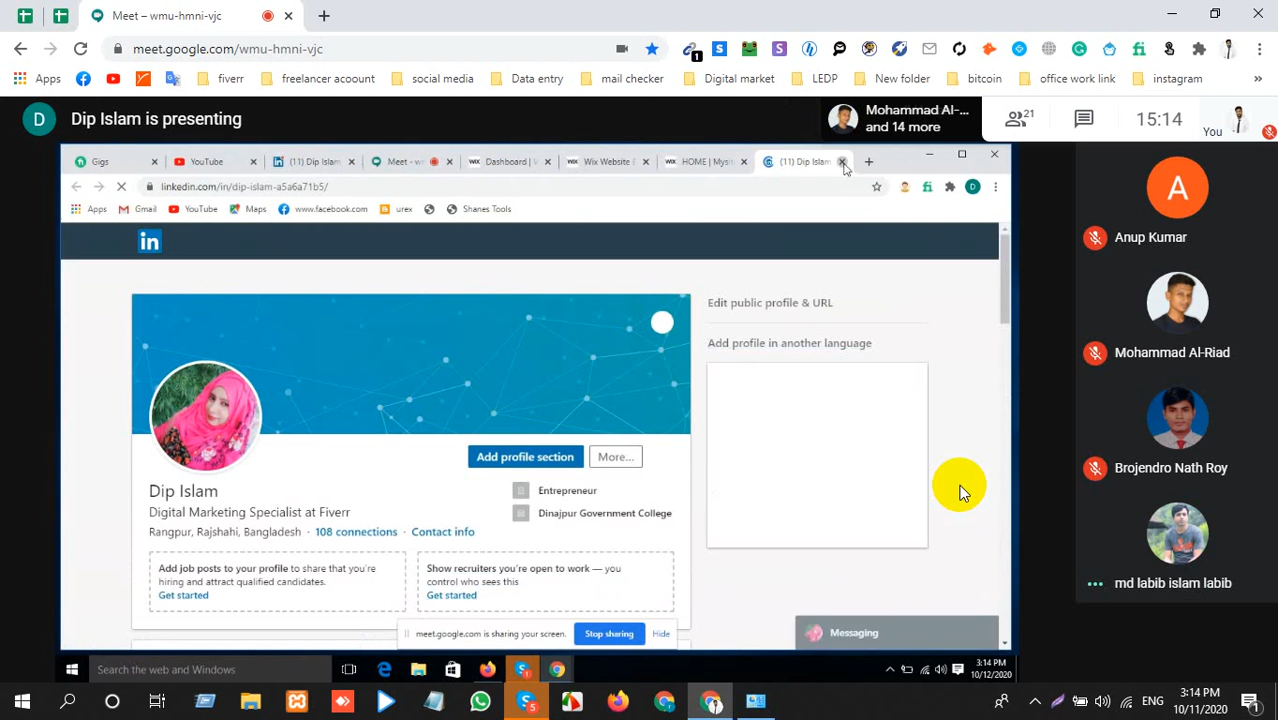 Meet – wmu-hmni-vjc
meet.google.com/wmu-hmni-vjc
Apps fiverr freelancer acoount social media Data entry mail checker Digital market LEDP New folder bitcoin office work link instagram
Dip Islam is presenting
Mohammad Al-...
and 14 more
21
15:14
You
Gigs YouTube (11) Dip Islam Meet - w Dashboard | Wix Website E HOME | Mysit (11) Dip Islam
linkedin.com/in/dip-islam-a5a6a71b5/
Apps Gmail YouTube Maps www.facebook.com urex Shanes Tools
in
Edit public profile & URL
Add profile in another language
Add profile section More...
Dip Islam
Digital Marketing Specialist at Fiverr
Rangpur, Rajshahi, Bangladesh · 108 connections · Contact info
Entrepreneur
Dinajpur Government College
Add job posts to your profile to share that you're
hiring and attract qualified candidates.
Get started
Show recruiters you're open to work — you
control who sees this
Get started
meet.google.com is sharing your screen. Stop sharing Hide
Messaging
A
Anup Kumar
Mohammad Al-Riad
Brojendro Nath Roy
md labib islam labib
Search the web and Windows
3:14 PM
10/12/2020
ENG
3:14 PM
10/11/2020